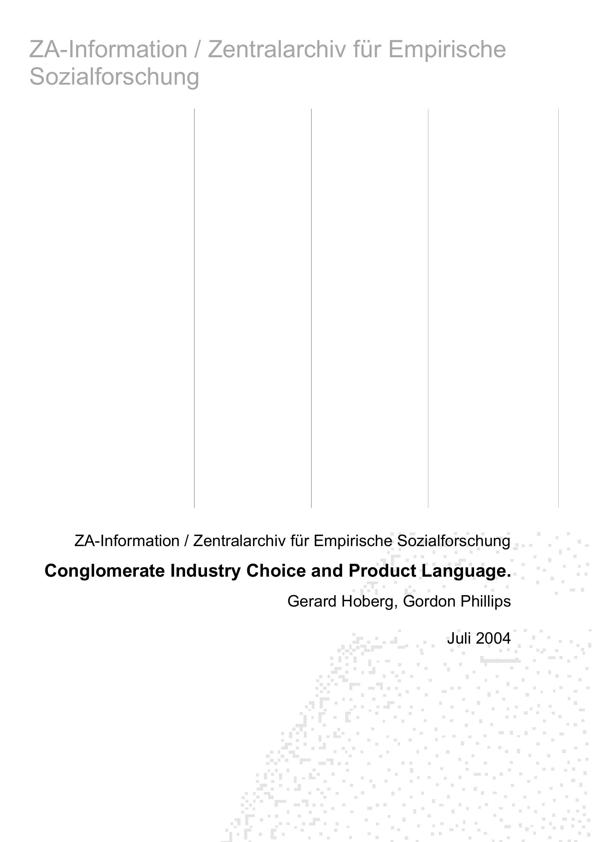 ZA-Information / Zentralarchiv für Empirische
Sozialforschung
ZA-Information / Zentralarchiv für Empirische Sozialforschung
Conglomerate Industry Choice and Product Language.
Gerard Hoberg, Gordon Phillips
Juli 2004